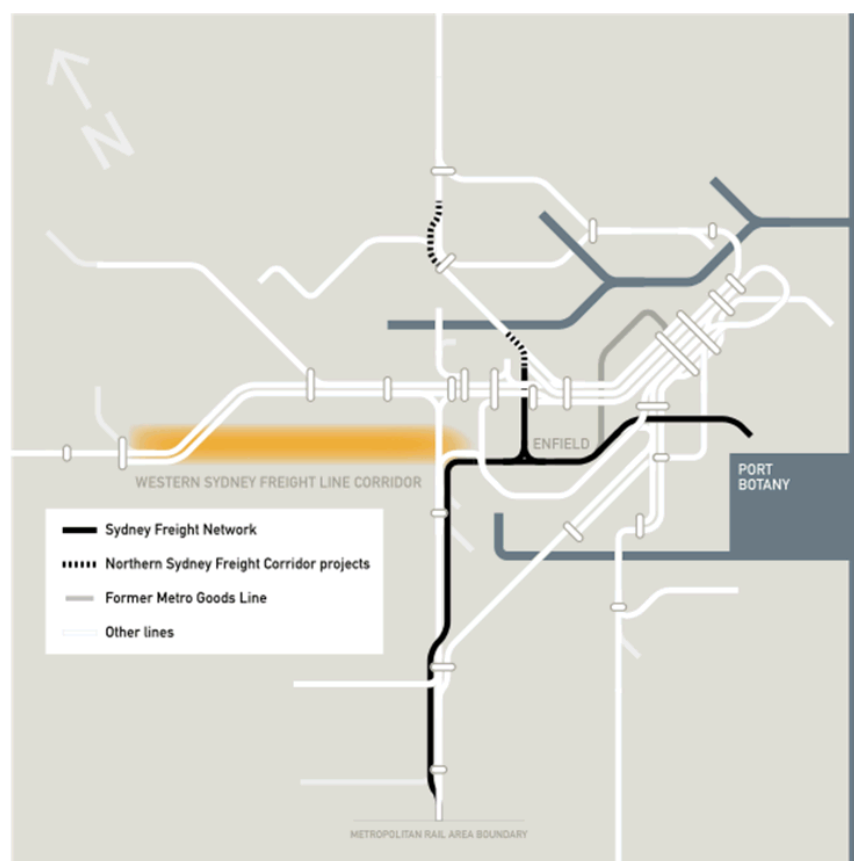 N
ENFIELD
PORT
BOTANY
WESTERN SYDNEY FREIGHT LINE CORRIDOR
Sydney Freight Network
Northern Sydney Freight Corridor projects
Former Metro Goods Line
Other lines
METROPOLITAN RAIL AREA BOUNDARY